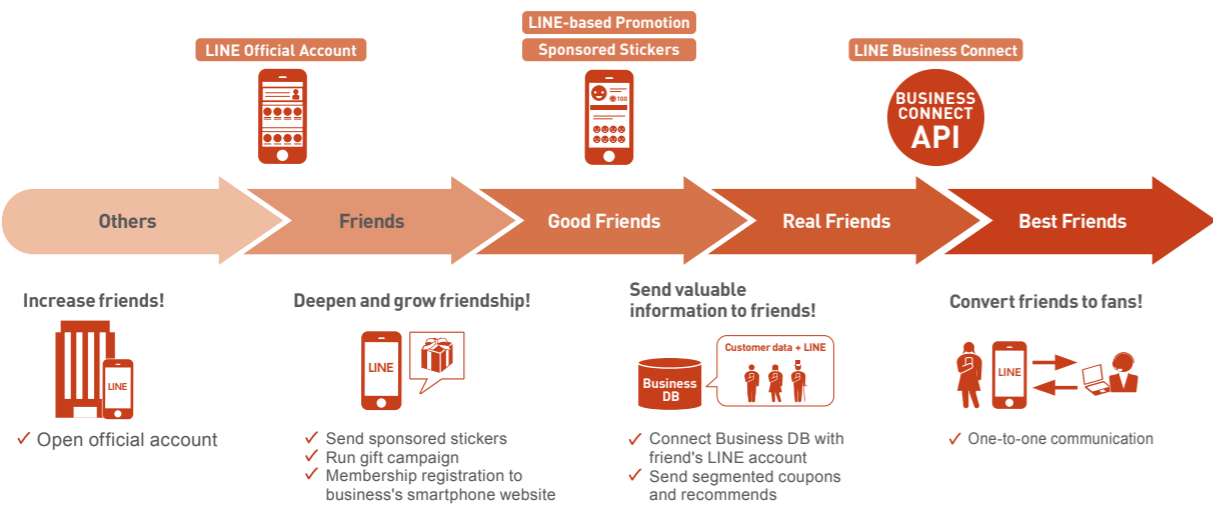 LINE Official Account
LINE-based Promotion
Sponsored Stickers
LINE Business Connect
100
BUSINESS
CONNECT
API
Others
Friends
Good Friends
Real Friends
Best Friends
Increase friends!
LINE
✓ Open official account
Deepen and grow friendship!
LINE
✓ Send sponsored stickers
✓ Run gift campaign
✓ Membership registration to
business's smartphone website
Send valuable
information to friends!
Business
DB
Customer data + LINE
✓ Connect Business DB with
friend's LINE account
✓ Send segmented coupons
and recommends
Convert friends to fans!
LINE
✓ One-to-one communication